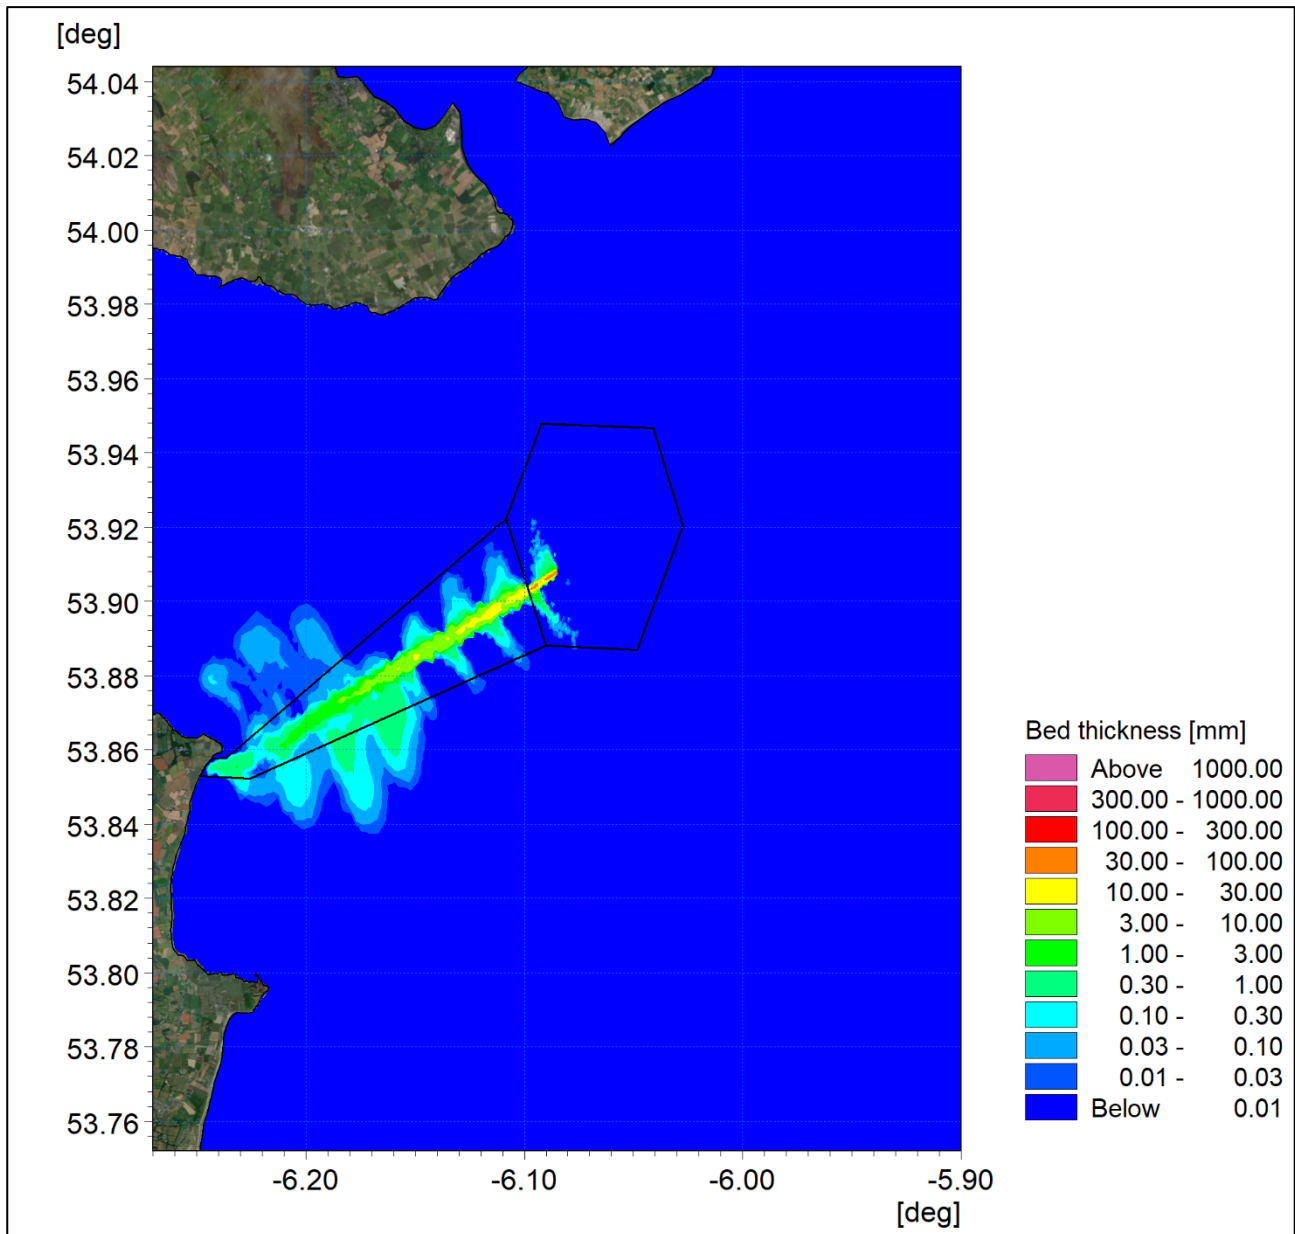 [deg]
54.04
54.02
54.00
53.98
53.96
53.94
53.92
53.90
53.88
53.86
53.84
53.82
53.80
53.78
53.76
-6.20 -6.10 -6.00 -5.90
[deg]
Bed thickness [mm]
Above 1000.00
300.00 - 1000.00
100.00 - 300.00
30.00 - 100.00
10.00 - 30.00
3.00 - 10.00
1.00 - 3.00
0.30 - 1.00
0.10 - 0.30
0.03 - 0.10
0.01 - 0.03
Below 0.01